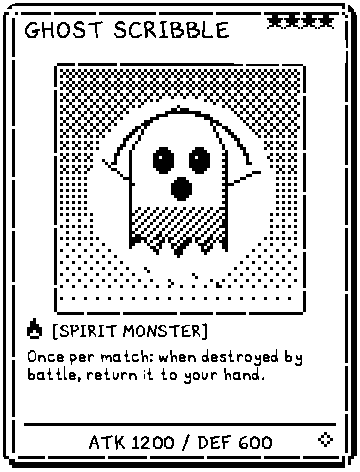 GHOST SCRIBBLE
[SPIRIT MONSTER]
Once per match: when destroyed by
battle, return it to your hand.
ATK 1200 / DEF 600